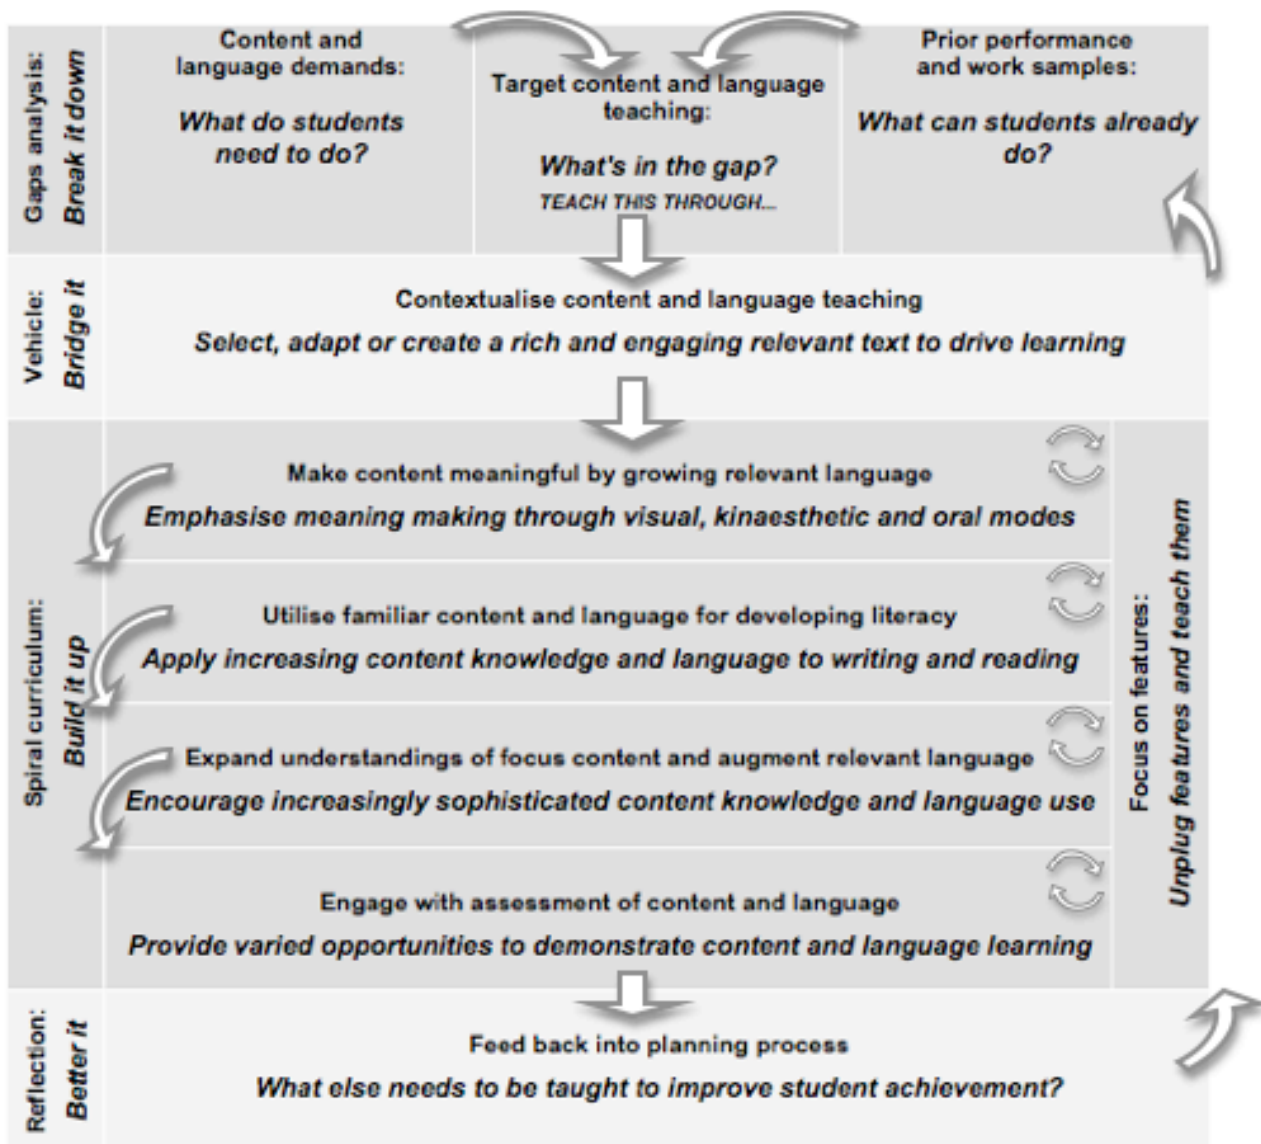 Gaps analysis:
Break it down
Content and
language demands:
What do students
need to do?
Target content and language
teaching:
What's in the gap?
TEACH THIS THROUGH...
Prior performance
and work samples:
What can students already
do?
Vehicle:
Bridge it
Contextualise content and language teaching
Select, adapt or create a rich and engaging relevant text to drive learning
Spiral curriculum:
Build it up
Make content meaningful by growing relevant language
Emphasise meaning making through visual, kinaesthetic and oral modes
Utilise familiar content and language for developing literacy
Apply increasing content knowledge and language to writing and reading
Expand understandings of focus content and augment relevant language
Encourage increasingly sophisticated content knowledge and language use
Engage with assessment of content and language
Provide varied opportunities to demonstrate content and language learning
Focus on features:
Unplug features and teach them
Reflection:
Better it
Feed back into planning process
What else needs to be taught to improve student achievement?